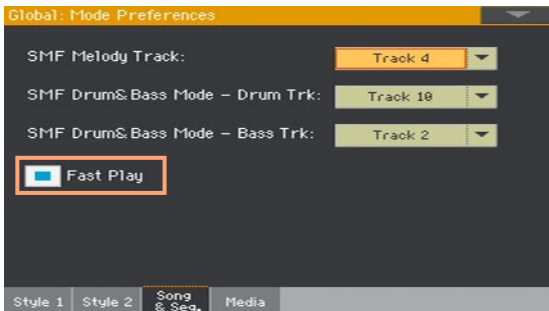 Global: Mode Preferences
SMF Melody Track: Track 4
SMF Drum&Bass Mode - Drum Trk: Track 10
SMF Drum&Bass Mode - Bass Trk: Track 2
Fast Play
Style 1 Style 2 Song & Seq. Media